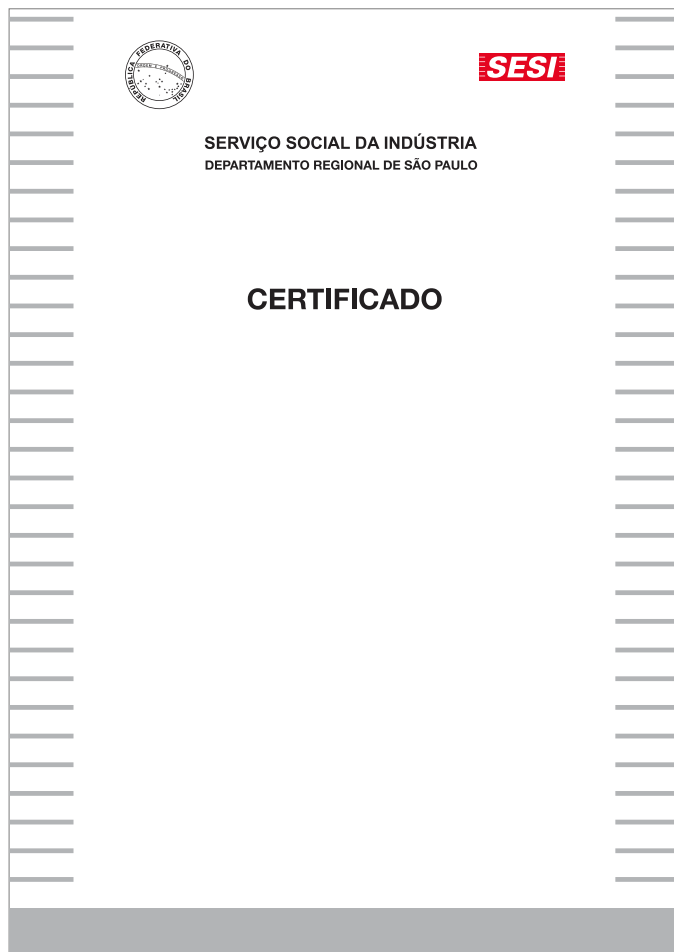 REPÚBLICA FEDERATIVA DO BRASIL
ORDEM E PROGRESSO
SESI
SERVIÇO SOCIAL DA INDÚSTRIA
DEPARTAMENTO REGIONAL DE SÃO PAULO
CERTIFICADO